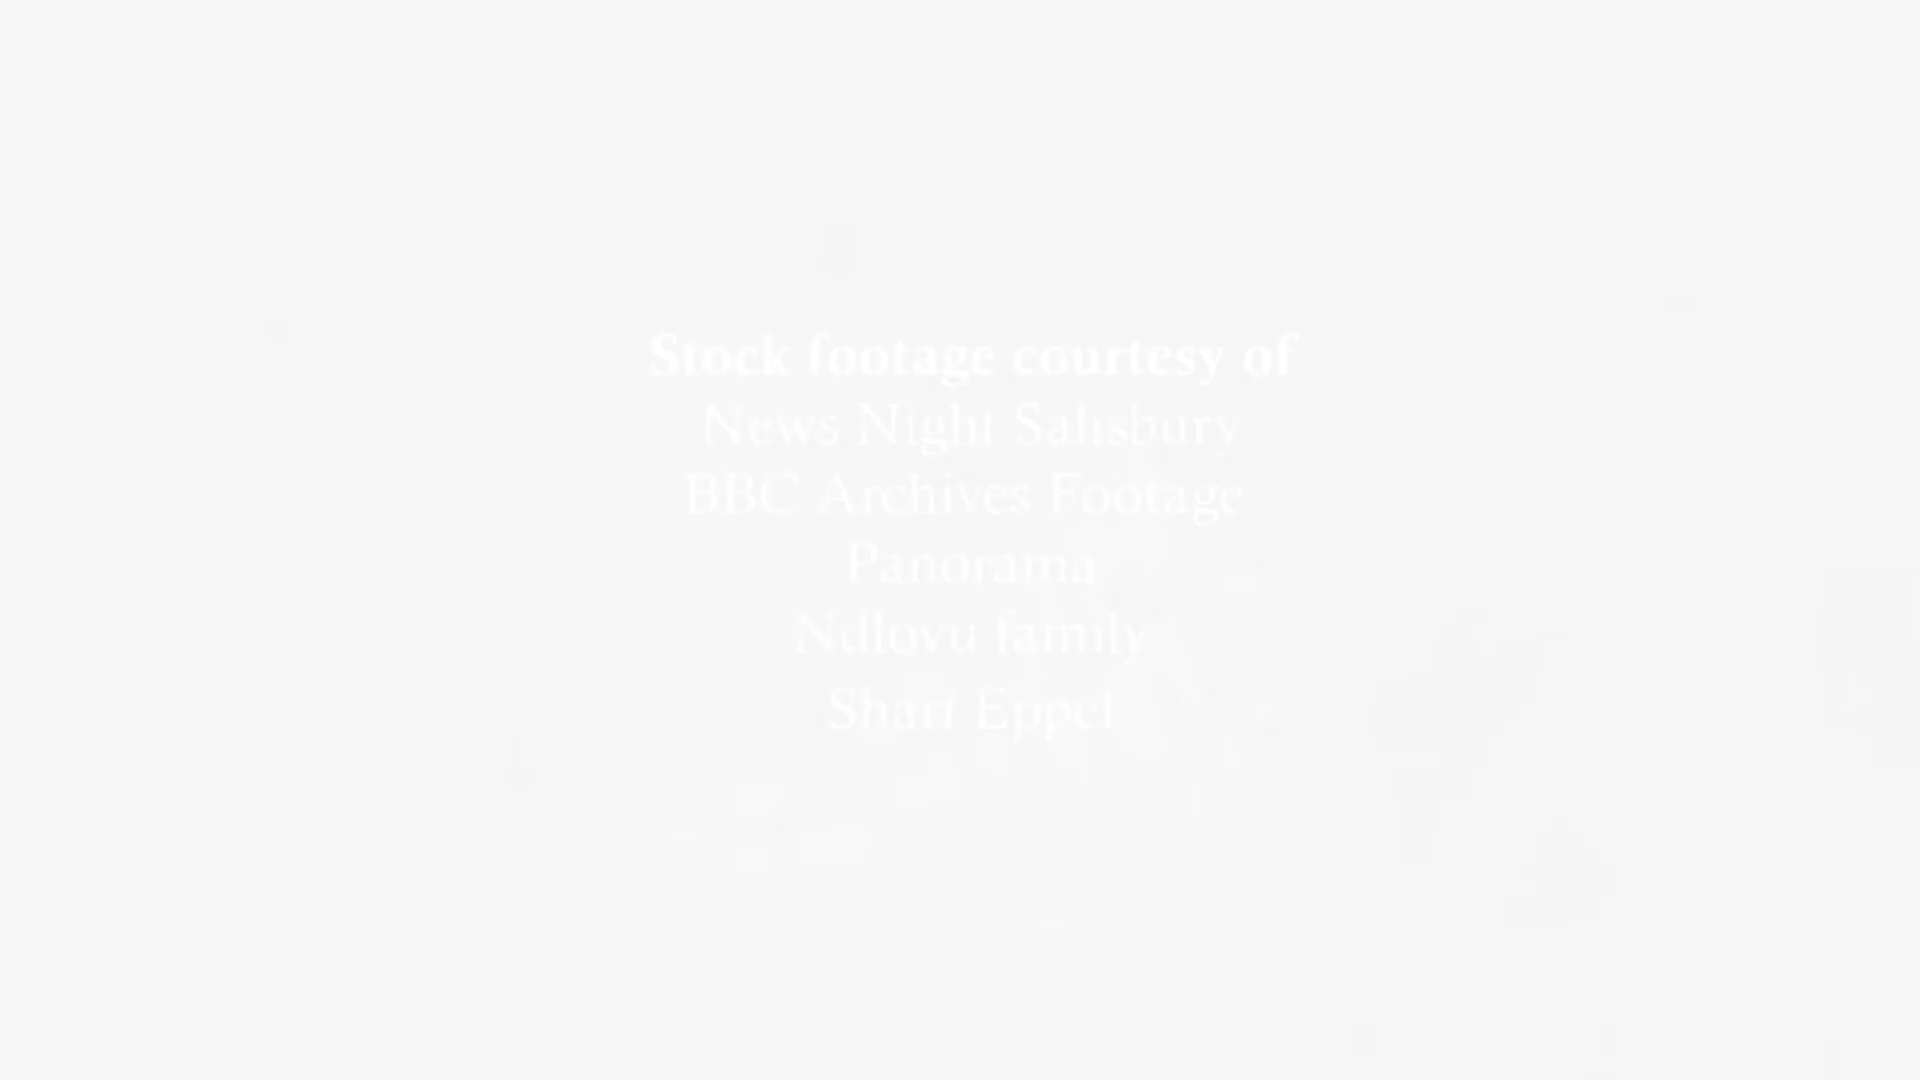 Stock footage courtesy of
News Night Salisbury
BBC Archives Footage
Panorama
Ndlovu family
Shari Eppel